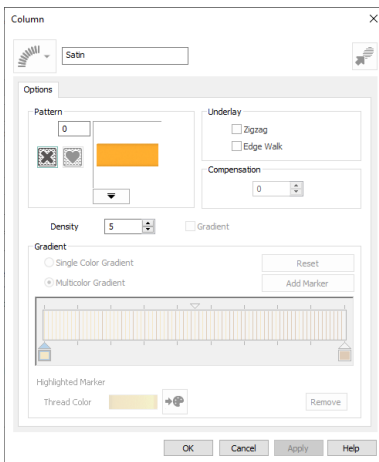 Column
Satin
Options
Pattern
0
Underlay
Zigzag
Edge Walk
Compensation
0
Density 5 Gradient
Gradient
Single Color Gradient Reset
Multicolor Gradient Add Marker
Highlighted Marker
Thread Color Remove
OK Cancel Apply Help